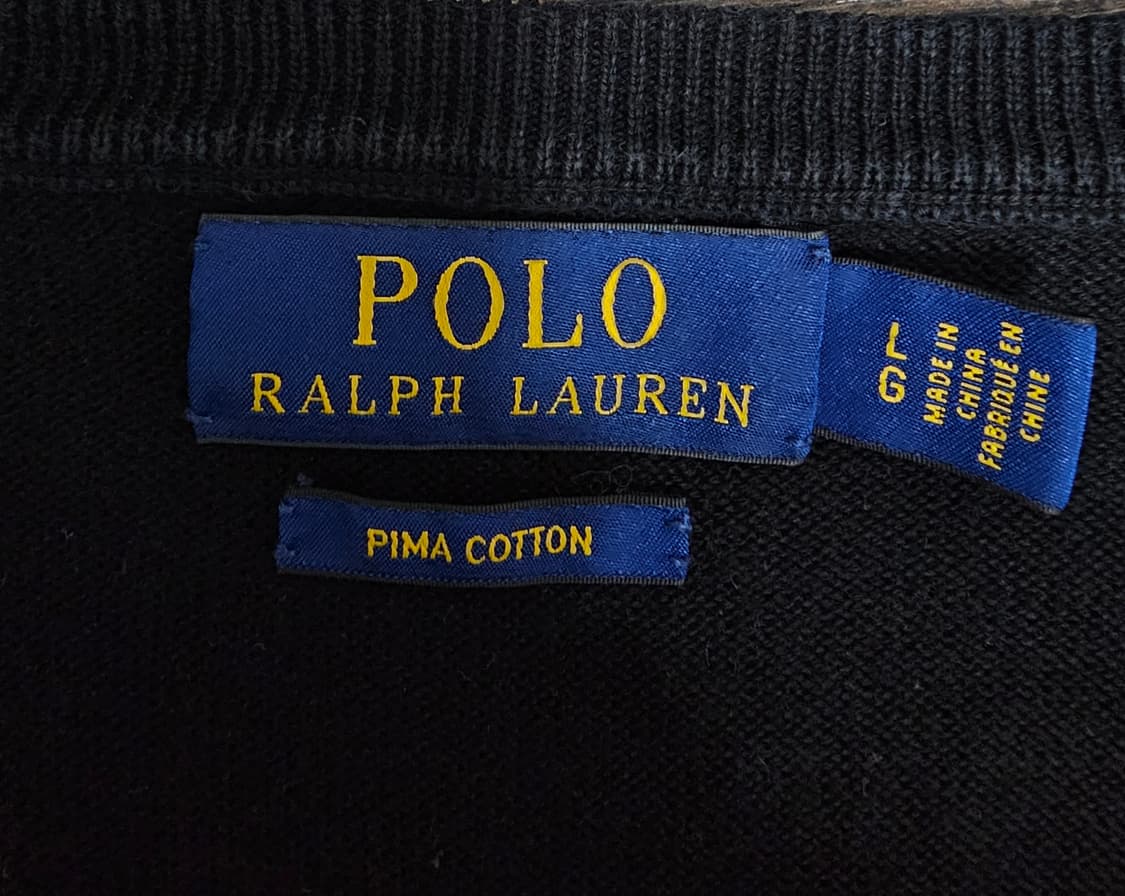 POLO
RALPH LAUREN
L
G
MADE IN
CHINA
FABRIQUÉ EN
CHINE
PIMA COTTON